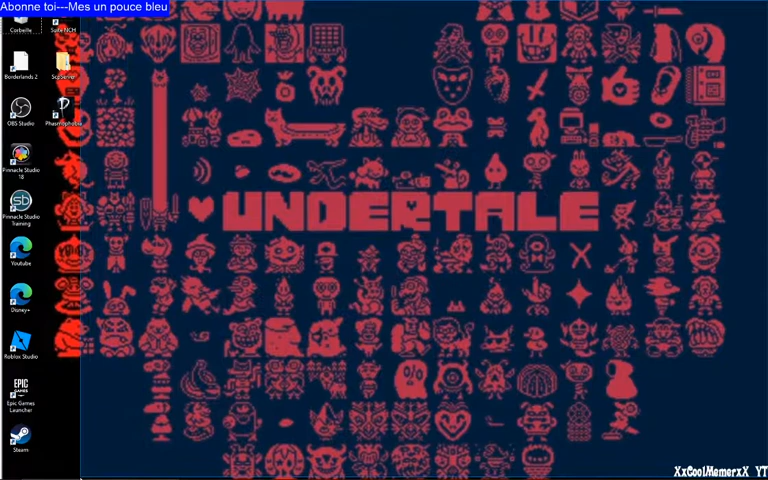 Abonne toi---Mes un pouce bleu
Corbeille
Suite NCH
Borderlands 2
ScpServer
OBS Studio
Phasmophobia
Pinnacle Studio
18
Pinnacle Studio
Training
Youtube
Disney+
Roblox Studio
EPIC
GAMES
Epic Games
Launcher
Steam
UNDERTALE
XxCoolMemerxX YT